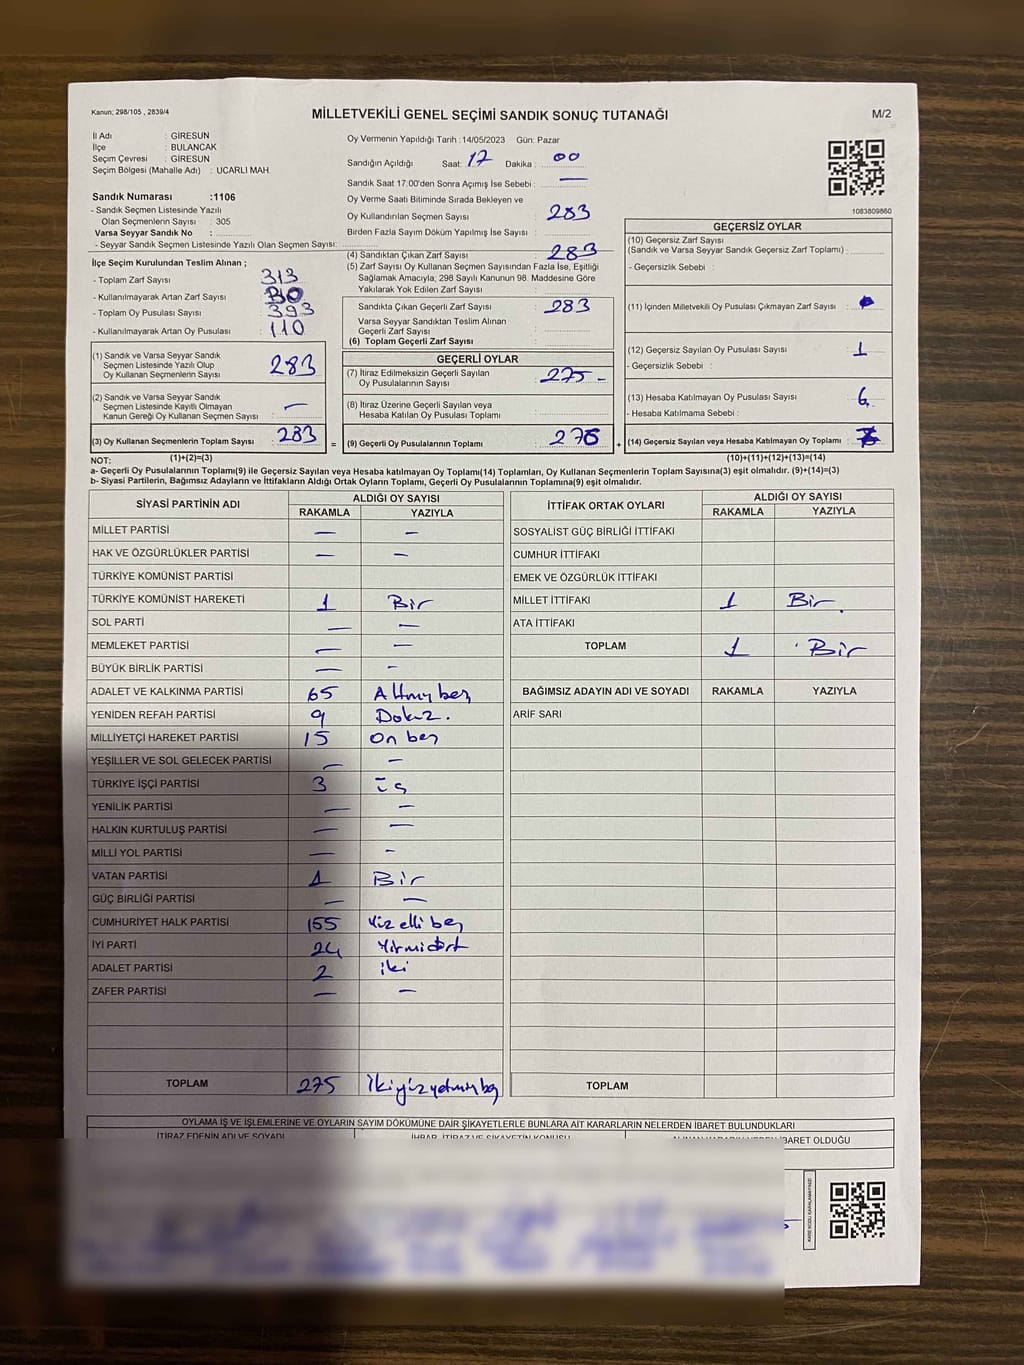 Kanun; 298/105 , 2839/4
MİLLETVEKİLİ GENEL SEÇİMİ SANDIK SONUÇ TUTANAĞI
M/2
İl Adı : GİRESUN
İlçe : BULANCAK
Seçim Çevresi : GİRESUN
Seçim Bölgesi (Mahalle Adı) : UCARLI MAH.
Sandık Numarası :1106
- Sandık Seçmen Listesinde Yazılı
Olan Seçmenlerin Sayısı : 305
Varsa Seyyar Sandık No :
- Seyyar Sandık Seçmen Listesinde Yazılı Olan Seçmen Sayısı:
Oy Vermenin Yapıldığı Tarih : 14/05/2023 Gün: Pazar
Sandığın Açıldığı Saat: 17 Dakika : 00
Sandık Saat 17:00'den Sonra Açımış İse Sebebi : —
Oy Verme Saati Bitiminde Sırada Bekleyen ve
Oy Kullandırılan Seçmen Sayısı : 283
Birden Fazla Sayım Döküm Yapılmış İse Sayısı :
1083809860
İlçe Seçim Kurulundan Teslim Alınan ;
- Toplam Zarf Sayısı : 313
- Kullanılmayarak Artan Zarf Sayısı :
- Toplam Oy Pusulası Sayısı : 393
- Kullanılmayarak Artan Oy Pusulası : 110
(1) Sandık ve Varsa Seyyar Sandık
Seçmen Listesinde Yazılı Olup
Oy Kullanan Seçmenlerin Sayısı : 283
(2) Sandık ve Varsa Seyyar Sandık
Seçmen Listesinde Kayıtlı Olmayan
Kanun Gereği Oy Kullanan Seçmen Sayısı : —
(3) Oy Kullanan Seçmenlerin Toplam Sayısı : 283
(1)+(2)=(3)
(4) Sandıktan Çıkan Zarf Sayısı : 283
(5) Zarf Sayısı Oy Kullanan Seçmen Sayısından Fazla İse, Eşitliği
Sağlamak Amacıyla; 298 Sayılı Kanunun 98. Maddesine Göre
Yakılarak Yok Edilen Zarf Sayısı :
Sandıkta Çıkan Geçerli Zarf Sayısı : 283
Varsa Seyyar Sandıktan Teslim Alınan
Geçerli Zarf Sayısı :
(6) Toplam Geçerli Zarf Sayısı :
GEÇERLİ OYLAR
(7) İtiraz Edilmeksizin Geçerli Sayılan
Oy Pusulalarının Sayısı : 275 -
(8) İtiraz Üzerine Geçerli Sayılan veya
Hesaba Katılan Oy Pusulası Toplamı :
= (9) Geçerli Oy Pusulalarının Toplamı :
GEÇERSİZ OYLAR
(10) Geçersiz Zarf Sayısı
(Sandık ve Varsa Seyyar Sandık Geçersiz Zarf Toplamı) :
- Geçersizlik Sebebi :
(11) İçinden Milletvekili Oy Pusulası Çıkmayan Zarf Sayısı :
(12) Geçersiz Sayılan Oy Pusulası Sayısı : 1
- Geçersizlik Sebebi :
(13) Hesaba Katılmayan Oy Pusulası Sayısı : 6
- Hesaba Katılmama Sebebi :
+ (14) Geçersiz Sayılan veya Hesaba Katılmayan Oy Toplamı :
(10)+(11)+(12)+(13)=(14)
NOT:
a- Geçerli Oy Pusulalarının Toplamı(9) ile Geçersiz Sayılan veya Hesaba katılmayan Oy Toplamı(14) Toplamları, Oy Kullanan Seçmenlerin Toplam Sayısına(3) eşit olmalıdır. (9)+(14)=(3)
b- Siyasi Partilerin, Bağımsız Adayların ve İttifakların Aldığı Ortak Oyların Toplamı, Geçerli Oy Pusulalarının Toplamına(9) eşit olmalıdır.
SİYASİ PARTİNİN ADI ALDIĞI OY SAYISI
RAKAMLA YAZIYLA
MİLLET PARTİSİ — —
HAK VE ÖZGÜRLÜKLER PARTİSİ — —
TÜRKİYE KOMÜNİST PARTİSİ
TÜRKİYE KOMÜNİST HAREKETİ 1 Bir
SOL PARTİ — —
MEMLEKET PARTİSİ — —
BÜYÜK BİRLİK PARTİSİ — -
ADALET VE KALKINMA PARTİSİ 65 Altmış beş
YENİDEN REFAH PARTİSİ 9 Dokuz.
MİLLİYETÇİ HAREKET PARTİSİ 15 On beş
YEŞİLLER VE SOL GELECEK PARTİSİ — —
TÜRKİYE İŞÇİ PARTİSİ 3 üç
YENİLİK PARTİSİ — —
HALKIN KURTULUŞ PARTİSİ — —
MİLLİ YOL PARTİSİ — -
VATAN PARTİSİ 1 Bir
GÜÇ BİRLİĞİ PARTİSİ — —
CUMHURİYET HALK PARTİSİ 155 Yüz elli beş
İYİ PARTİ 24 Yirmidört
ADALET PARTİSİ 2 iki
ZAFER PARTİSİ — —
TOPLAM 275 İkiyüzyetmiş beş
İTTİFAK ORTAK OYLARI ALDIĞI OY SAYISI
RAKAMLA YAZIYLA
SOSYALİST GÜÇ BİRLİĞİ İTTİFAKI
CUMHUR İTTİFAKI
EMEK VE ÖZGÜRLÜK İTTİFAKI
MİLLET İTTİFAKI 1 Bir.
ATA İTTİFAKI
TOPLAM 1 Bir
BAĞIMSIZ ADAYIN ADI VE SOYADI RAKAMLA YAZIYLA
ARİF SARI
TOPLAM
OYLAMA İŞ VE İŞLEMLERİNE VE OYLARIN SAYIM DÖKÜMÜNE DAİR ŞİKAYETLERLE BUNLARA AİT KARARLARIN NELERDEN İBARET BULUNDUKLARI
İTİRAZ EDENİN ADI VE SOYADI İHBAR, İTİRAZ VE ŞİKAYETİN KONUSU İBARET OLDUĞU
KARE KODU KARALAMAYINIZ!